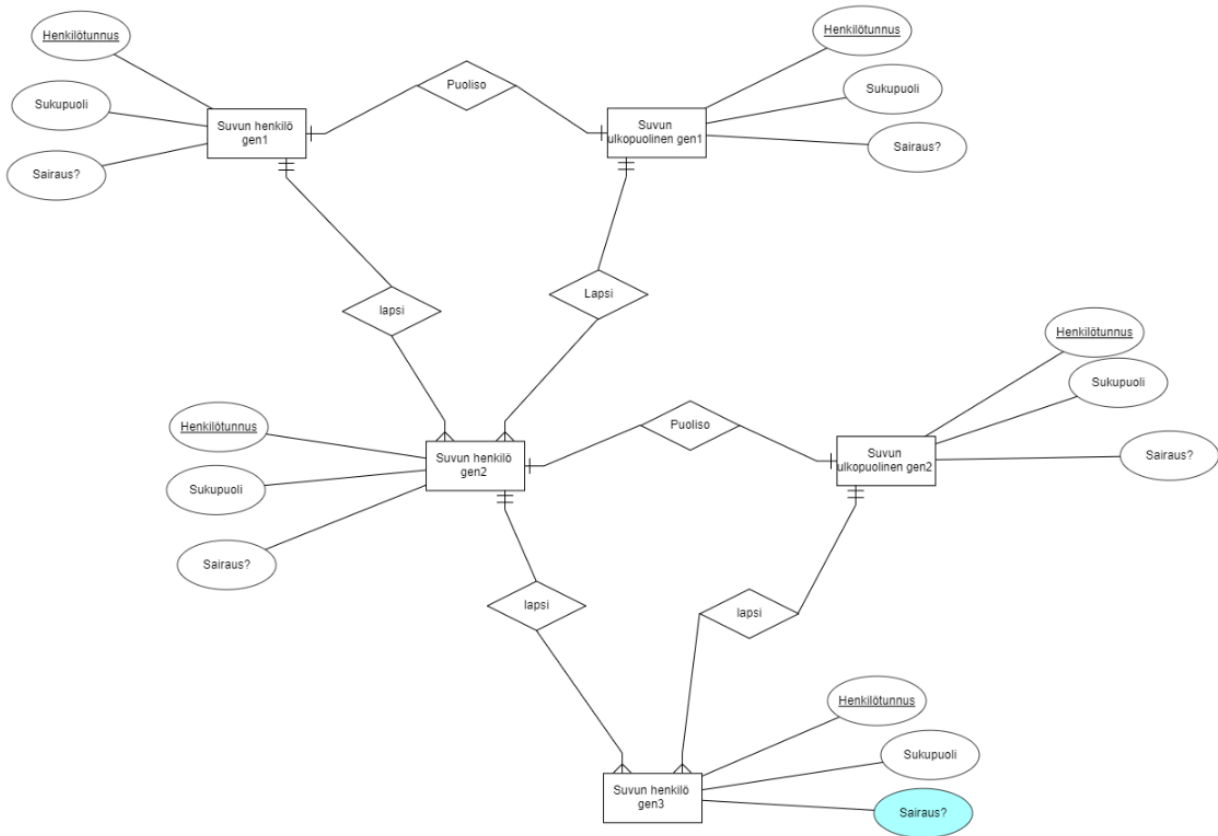 Henkilötunnus
Henkilötunnus
Puoliso
Sukupuoli
Sukupuoli
Suvun henkilö
gen1
Suvun
ulkopuolinen gen1
Sairaus?
Sairaus?
lapsi
Lapsi
Henkilötunnus
Sukupuoli
Henkilötunnus
Puoliso
Suvun henkilö
gen2
Suvun
ulkopuolinen gen2
Sairaus?
Sukupuoli
Sairaus?
lapsi
lapsi
Henkilötunnus
Sukupuoli
Suvun henkilö
gen3
Sairaus?